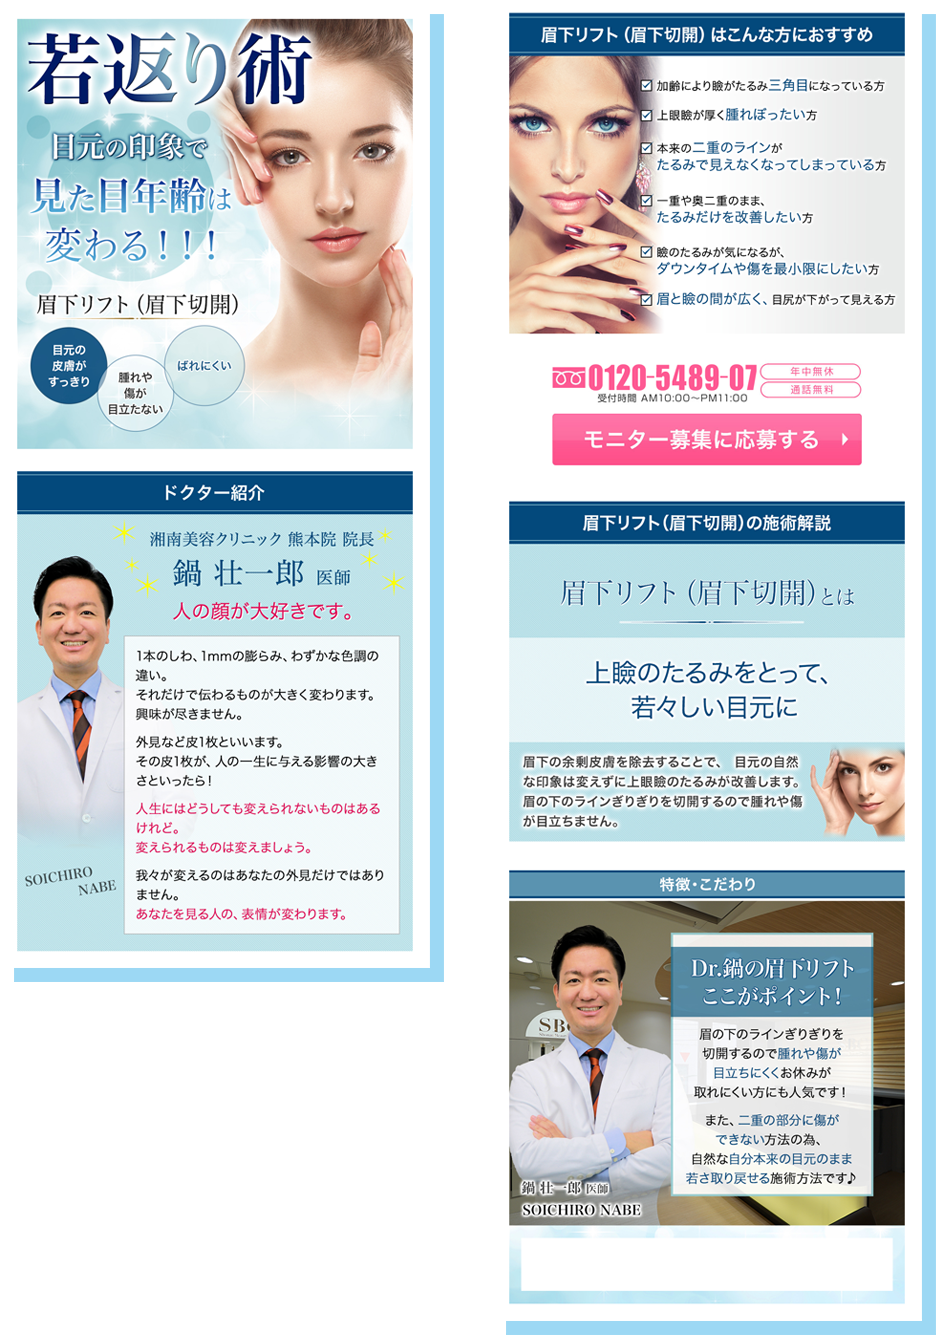 若返り術
目元の印象で
見た目年齢は
変わる！！！
眉下リフト（眉下切開）
目元の
皮膚が
すっきり
腫れや
傷が
目立たない
ばれにくい
ドクター紹介
湘南美容クリニック 熊本院 院長
鍋 壮一郎 医師
人の顔が大好きです。
1本のしわ、1mmの膨らみ、わずかな色調の
違い。
それだけで伝わるものが大きく変わります。
興味が尽きません。
外見など皮1枚といいます。
その皮1枚が、人の一生に与える影響の大き
さといったら！
人生にはどうしても変えられないものはある
けれど。
変えられるものは変えましょう。
我々が変えるのはあなたの外見だけではあり
ません。
あなたを見る人の、表情が変わります。
SOICHIRO
NABE
眉下リフト（眉下切開）はこんな方におすすめ
加齢により瞼がたるみ三角目になっている方
上眼瞼が厚く腫れぼったい方
本来の二重のラインが
たるみで見えなくなってしまっている方
一重や奥二重のまま、
たるみだけを改善したい方
瞼のたるみが気になるが、
ダウンタイムや傷を最小限にしたい方
眉と瞼の間が広く、目尻が下がって見える方
0120-5489-07
年中無休
通話無料
受付時間 AM10:00～PM11:00
モニター募集に応募する
眉下リフト（眉下切開）の施術解説
眉下リフト（眉下切開）とは
上瞼のたるみをとって、
若々しい目元に
眉下の余剰皮膚を除去することで、 目元の自然
な印象は変えずに上眼瞼のたるみが改善します。
眉の下のラインぎりぎりを切開するので腫れや傷
が目立ちません。
特徴・こだわり
SBC
Dr.鍋の眉下リフト
ここがポイント！
眉の下のラインぎりぎりを
切開するので腫れや傷が
目立ちにくくお休みが
取れにくい方にも人気です！
また、二重の部分に傷が
できない方法の為、
自然な自分本来の目元のまま
若さ取り戻せる施術方法です♪
鍋 壮一郎 医師
SOICHIRO NABE